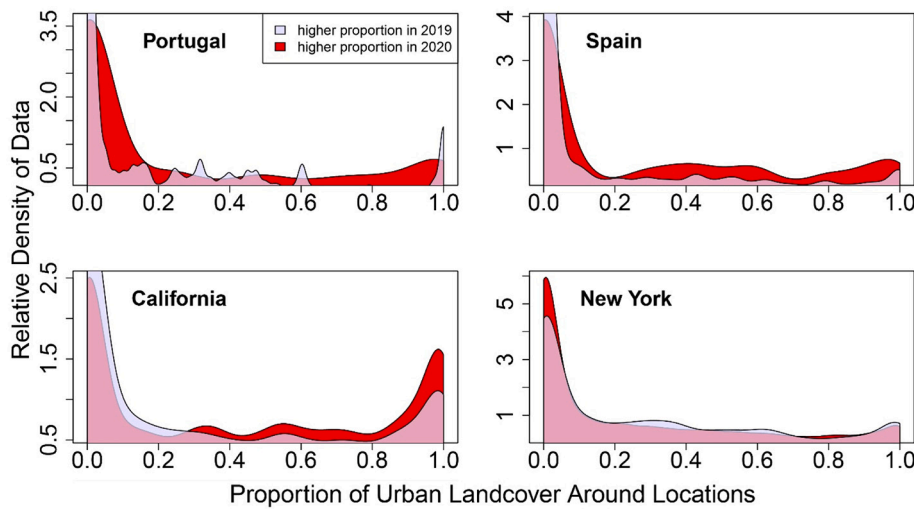 Portugal
higher proportion in 2019
higher proportion in 2020
3.5
2.0
0.5
0.0 0.2 0.4 0.6 0.8 1.0
Spain
4
3
2
1
0.0 0.2 0.4 0.6 0.8 1.0
Relative Density of Data
California
2.5
1.5
0.5
0.0 0.2 0.4 0.6 0.8 1.0
New York
5
3
1
0.0 0.2 0.4 0.6 0.8 1.0
Proportion of Urban Landcover Around Locations